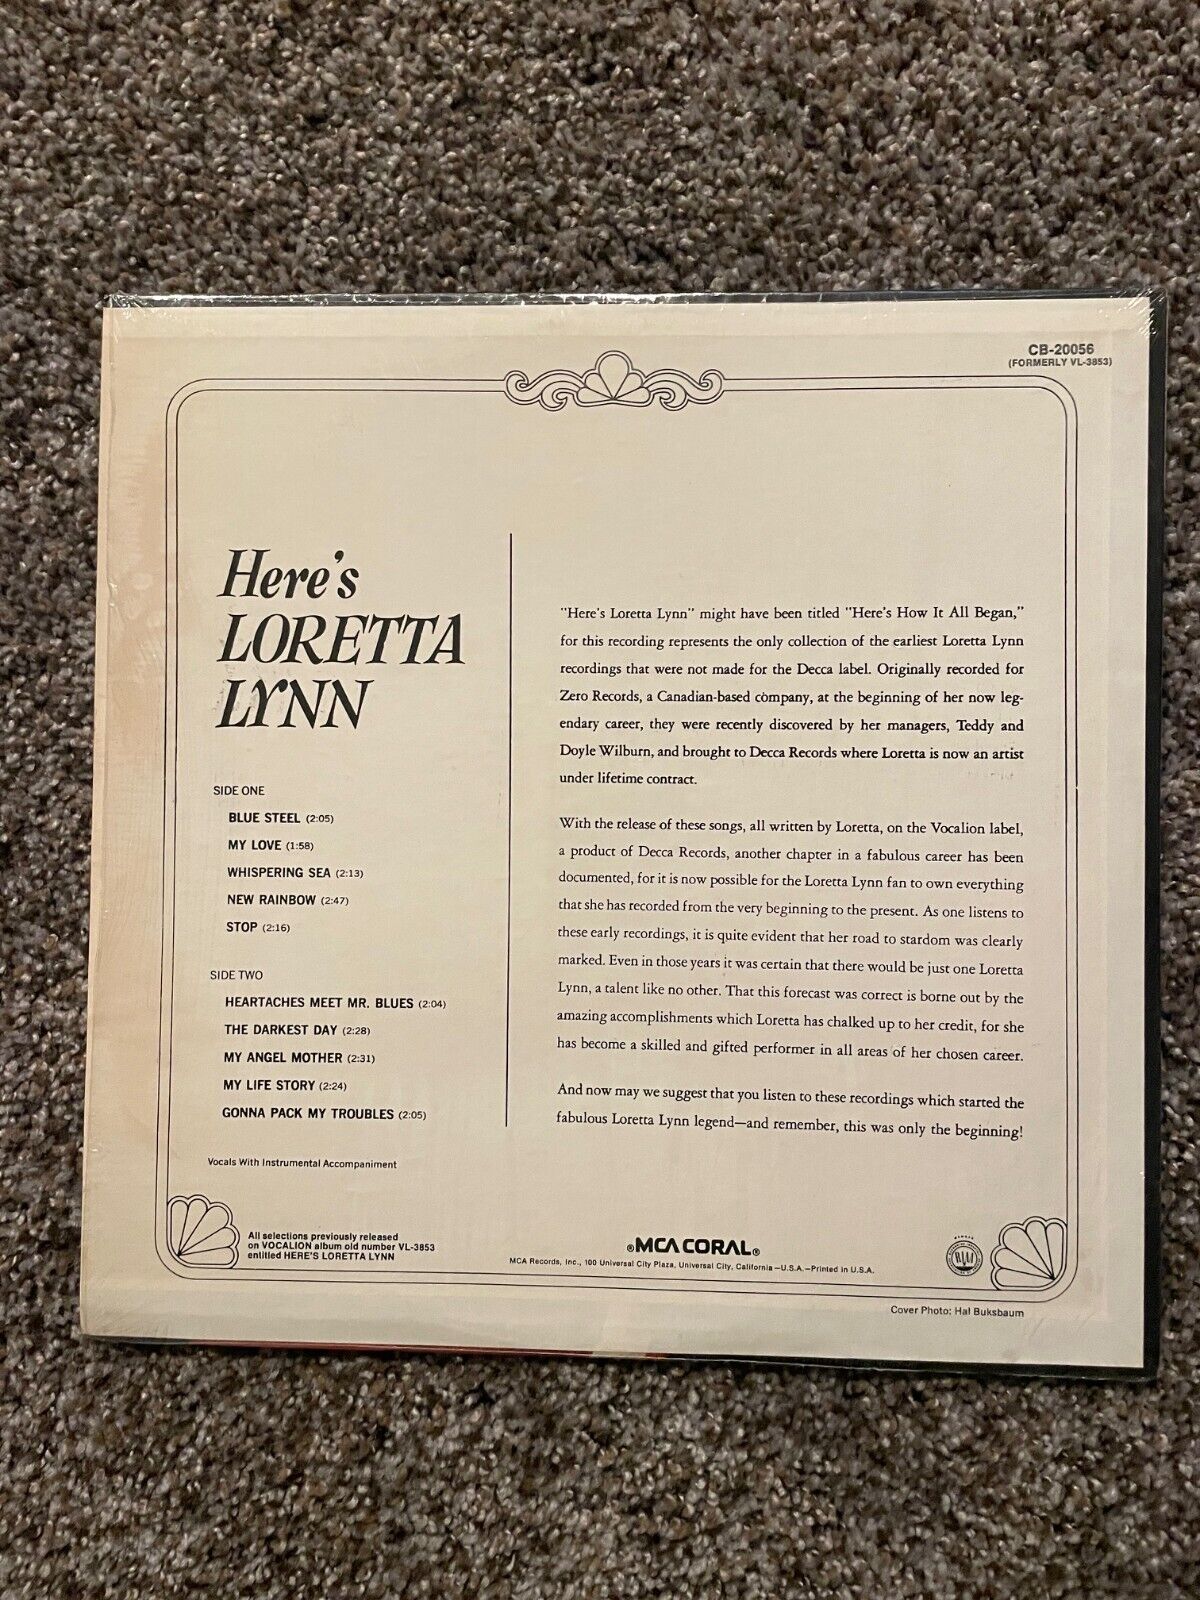 CB-20056
(FORMERLY VL-3853)
Here's
LORETTA
LYNN
SIDE ONE
BLUE STEEL (2:05)
MY LOVE (1:58)
WHISPERING SEA (2:13)
NEW RAINBOW (2:47)
STOP (2:16)
SIDE TWO
HEARTACHES MEET MR. BLUES (2:04)
THE DARKEST DAY (2:28)
MY ANGEL MOTHER (2:31)
MY LIFE STORY (2:24)
GONNA PACK MY TROUBLES (2:05)
Vocals With Instrumental Accompaniment
"Here's Loretta Lynn" might have been titled "Here's How It All Began,"
for this recording represents the only collection of the earliest Loretta Lynn
recordings that were not made for the Decca label. Originally recorded for
Zero Records, a Canadian-based company, at the beginning of her now leg-
endary career, they were recently discovered by her managers, Teddy and
Doyle Wilburn, and brought to Decca Records where Loretta is now an artist
under lifetime contract.
With the release of these songs, all written by Loretta, on the Vocalion label,
a product of Decca Records, another chapter in a fabulous career has been
documented, for it is now possible for the Loretta Lynn fan to own everything
that she has recorded from the very beginning to the present. As one listens to
these early recordings, it is quite evident that her road to stardom was clearly
marked. Even in those years it was certain that there would be just one Loretta
Lynn, a talent like no other. That this forecast was correct is borne out by the
amazing accomplishments which Loretta has chalked up to her credit, for she
has become a skilled and gifted performer in all areas of her chosen career.
And now may we suggest that you listen to these recordings which started the
fabulous Loretta Lynn legend—and remember, this was only the beginning!
All selections previously released
on VOCALION album old number VL-3853
entitled HERE'S LORETTA LYNN
®MCA CORAL®
MCA Records, Inc., 100 Universal City Plaza, Universal City, California—U.S.A.—Printed in U.S.A.
RIAA
Cover Photo: Hal Buksbaum